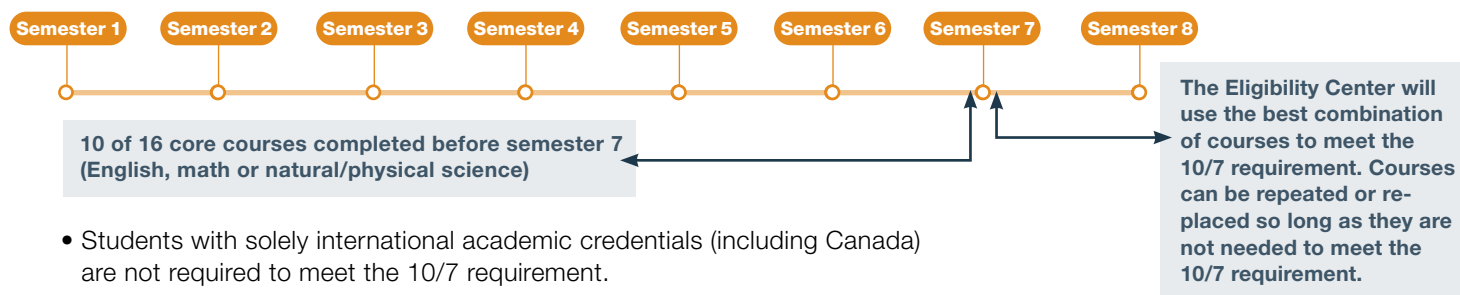 Semester 1
Semester 2
Semester 3
Semester 4
Semester 5
Semester 6
Semester 7
Semester 8
10 of 16 core courses completed before semester 7
(English, math or natural/physical science)
The Eligibility Center will
use the best combination
of courses to meet the
10/7 requirement. Courses
can be repeated or re-
placed so long as they are
not needed to meet the
10/7 requirement.
• Students with solely international academic credentials (including Canada)
are not required to meet the 10/7 requirement.